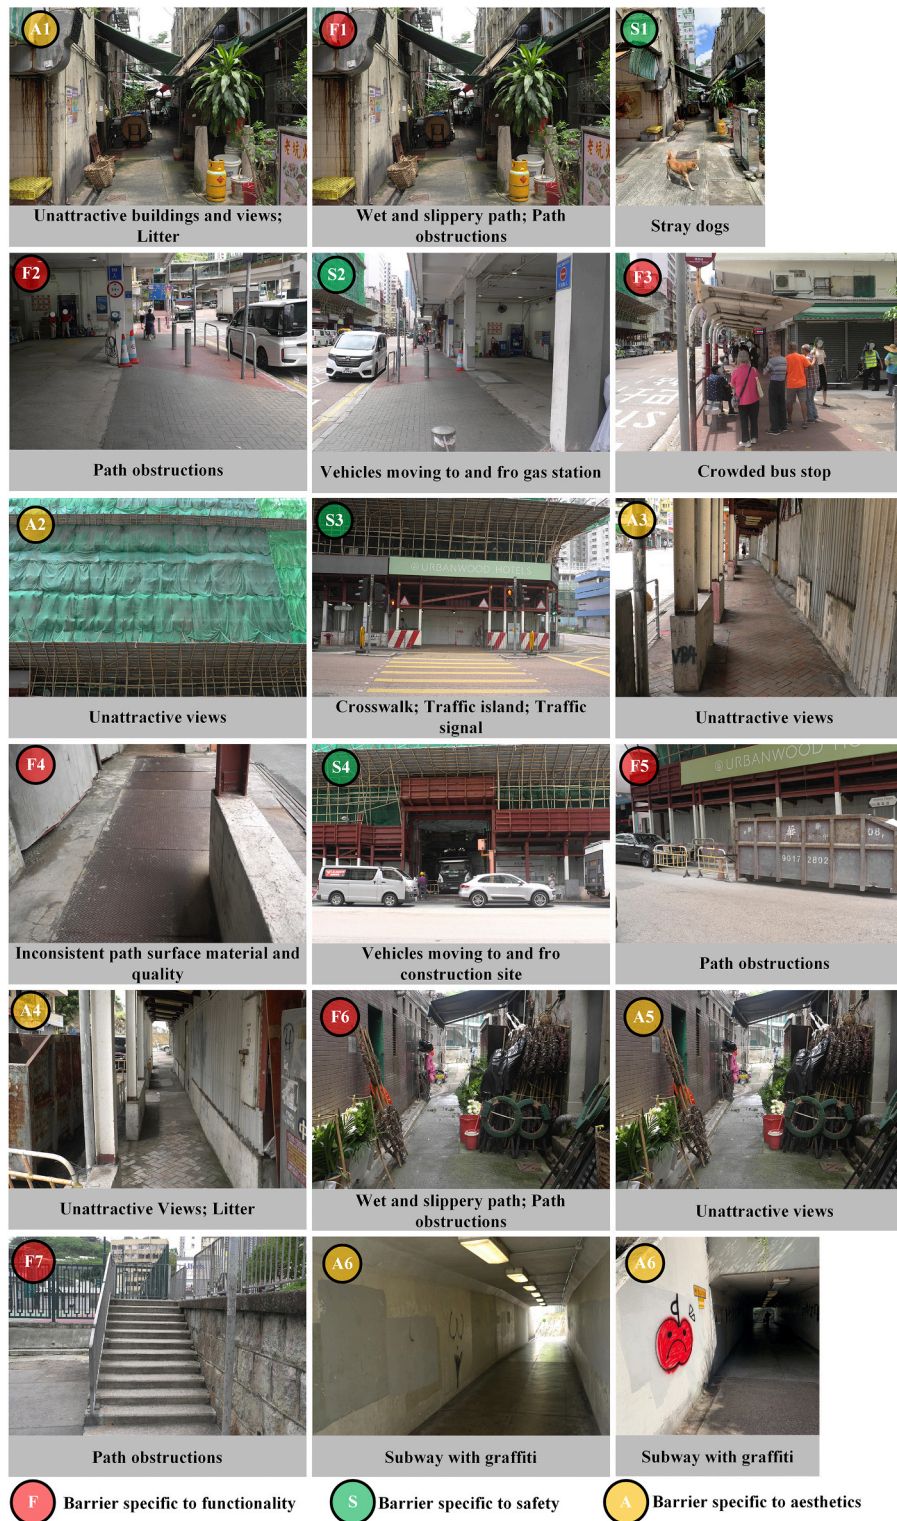 A1
F1
S1
Unattractive buildings and views;
Litter
Wet and slippery path; Path
obstructions
Stray dogs
F2
S2
F3
Path obstructions
Vehicles moving to and fro gas station
Crowded bus stop
A2
S3
@URBANWOOD HOTELS
A3
Unattractive views
Crosswalk; Traffic island; Traffic
signal
Unattractive views
F4
S4
F5
@URBANWOOD HOTELS
9017 2802
Inconsistent path surface material and
quality
Vehicles moving to and fro
construction site
Path obstructions
A4
F6
A5
Unattractive Views; Litter
Wet and slippery path; Path
obstructions
Unattractive views
F7
A6
A6
Path obstructions
Subway with graffiti
Subway with graffiti
F Barrier specific to functionality
S Barrier specific to safety
A Barrier specific to aesthetics